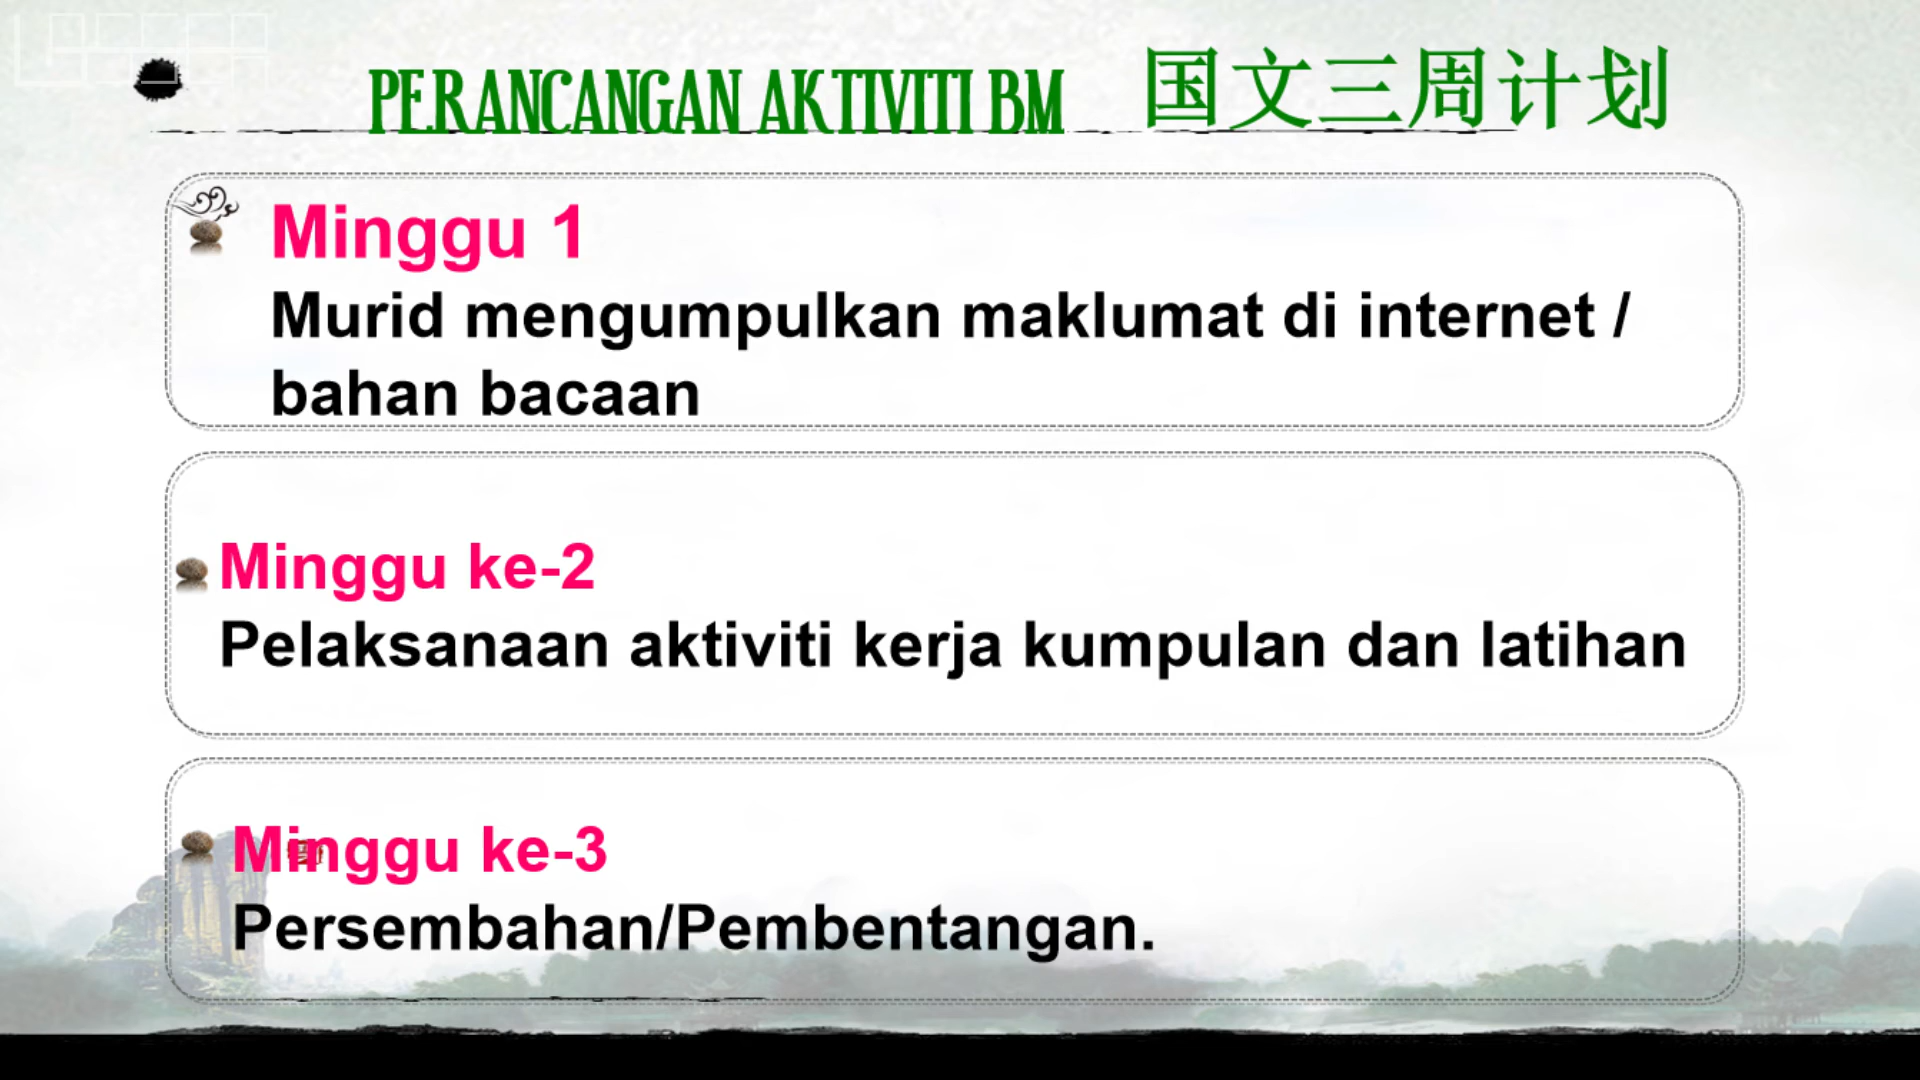 PERANCANGAN AKTIVITI BM 国文三周计划
Minggu 1
Murid mengumpulkan maklumat di internet /
bahan bacaan
Minggu ke-2
Pelaksanaan aktiviti kerja kumpulan dan latihan
Minggu ke-3
Persembahan/Pembentangan.